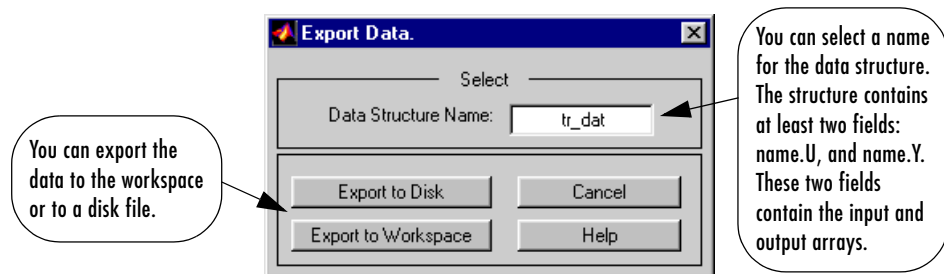 Export Data.
Select
Data Structure Name:
tr_dat
Export to Disk
Cancel
Export to Workspace
Help
You can export the
data to the workspace
or to a disk file.
You can select a name
for the data structure.
The structure contains
at least two fields:
name.U, and name.Y.
These two fields
contain the input and
output arrays.